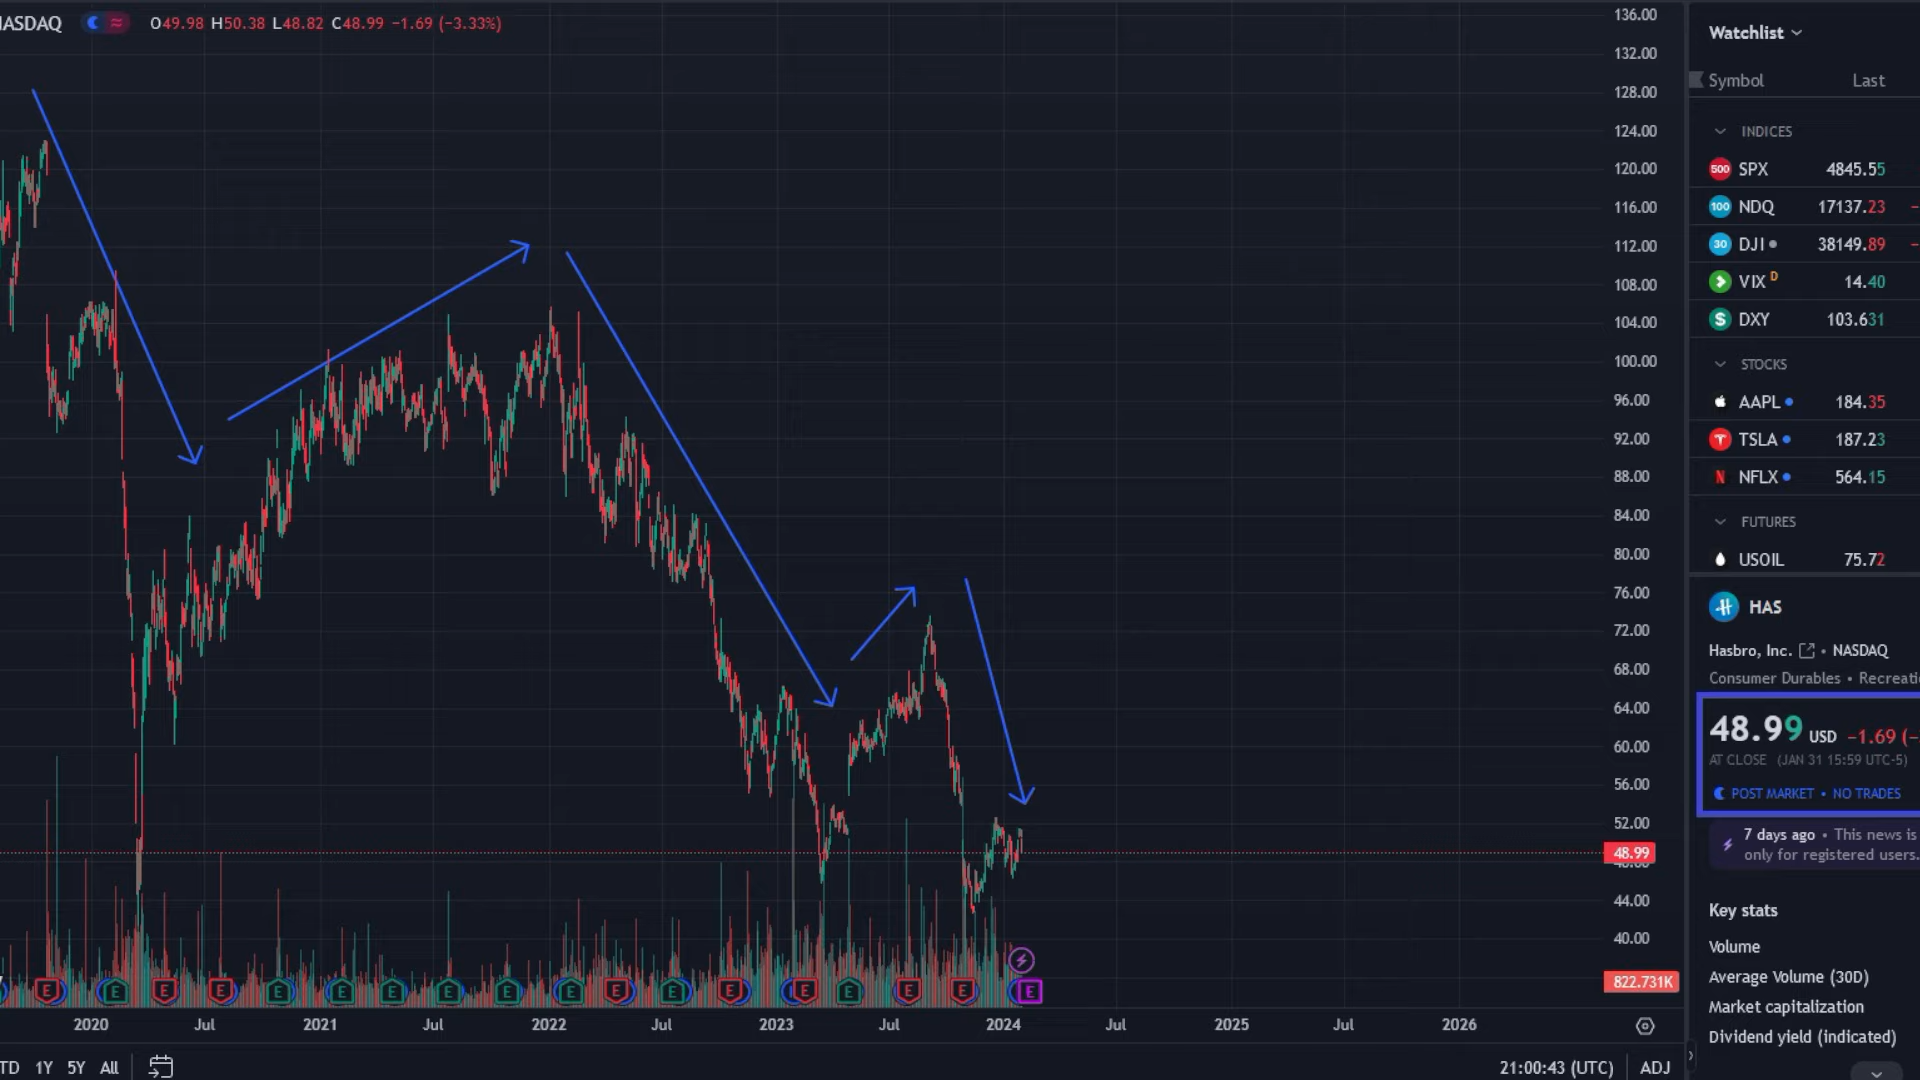 NASDAQ O49.98 H50.38 L48.82 C48.99 −1.69 (−3.33%)
136.00
132.00
128.00
124.00
120.00
116.00
112.00
108.00
104.00
100.00
96.00
92.00
88.00
84.00
80.00
76.00
72.00
68.00
64.00
60.00
56.00
52.00
48.99
48.00
44.00
40.00
822.731K
E E E E E E E E E E E E E E E E E E
2020 Jul 2021 Jul 2022 Jul 2023 Jul 2024 Jul 2025 Jul 2026
TD 1Y 5Y All
21:00:43 (UTC) ADJ
Watchlist
Symbol Last
INDICES
500 SPX 4845.55
100 NDQ 17137.23 −
30 DJI 38149.89 −
VIX D 14.40
S DXY 103.631
STOCKS
AAPL 184.35
TSLA 187.23
N NFLX 564.15
FUTURES
USOIL 75.72
HAS
Hasbro, Inc. • NASDAQ
Consumer Durables • Recreati
48.99 USD −1.69 (−
AT CLOSE (JAN 31 15:59 UTC-5)
POST MARKET • NO TRADES
7 days ago • This news is
only for registered users.
Key stats
Volume
Average Volume (30D)
Market capitalization
Dividend yield (indicated)